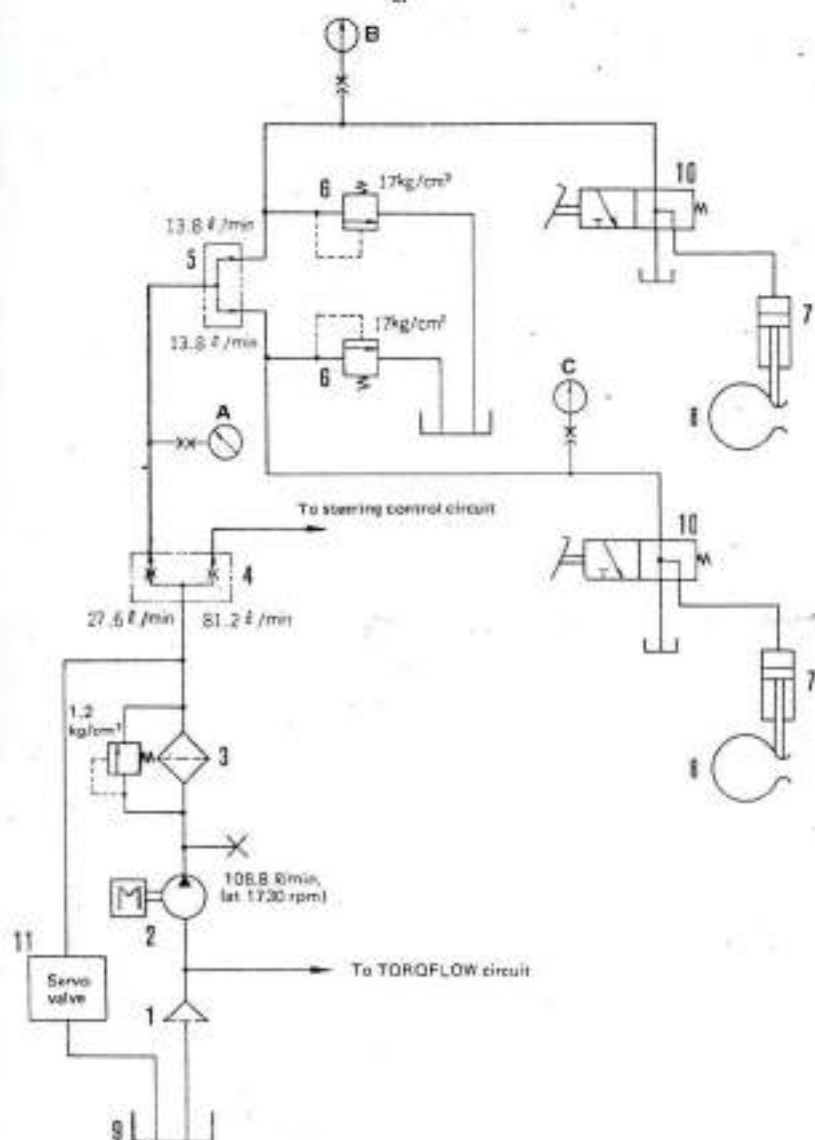 B
6
17kg/cm²
10
13.8 ℓ/min
5
7
13.8 ℓ/min
17kg/cm²
6
C
8
A
To steering control circuit
10
4
27.6 ℓ/min
81.2 ℓ/min
7
1.2
kg/cm²
3
8
108.8 ℓ/min,
(at 1730 rpm)
2
11
To TORQFLOW circuit
Servo
valve
1
9